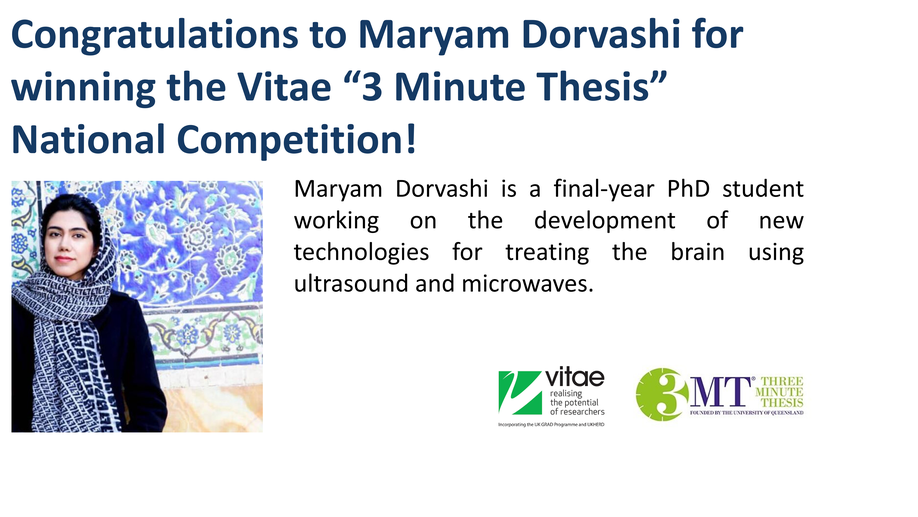 Congratulations to Maryam Dorvashi for
winning the Vitae “3 Minute Thesis”
National Competition!
Maryam Dorvashi is a final-year PhD student
working on the development of new
technologies for treating the brain using
ultrasound and microwaves.
vitae
realising
the potential
of researchers
Incorporating the UK GRAD Programme and UKHERD
3MT® THREE
MINUTE
THESIS
FOUNDED BY THE UNIVERSITY OF QUEENSLAND